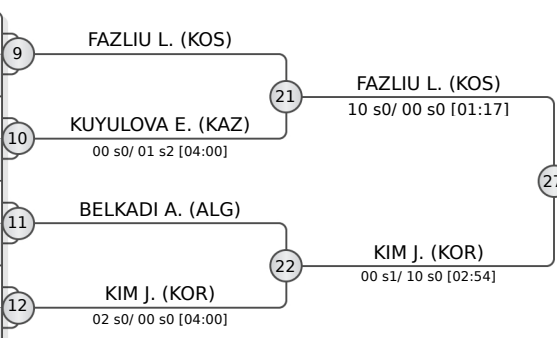 FAZLIU L. (KOS)
9
21
FAZLIU L. (KOS)
10 s0/ 00 s0 [01:17]
KUYULOVA E. (KAZ)
10
00 s0/ 01 s2 [04:00]
27
BELKADI A. (ALG)
11
22
KIM J. (KOR)
00 s1/ 10 s0 [02:54]
KIM J. (KOR)
12
02 s0/ 00 s0 [04:00]